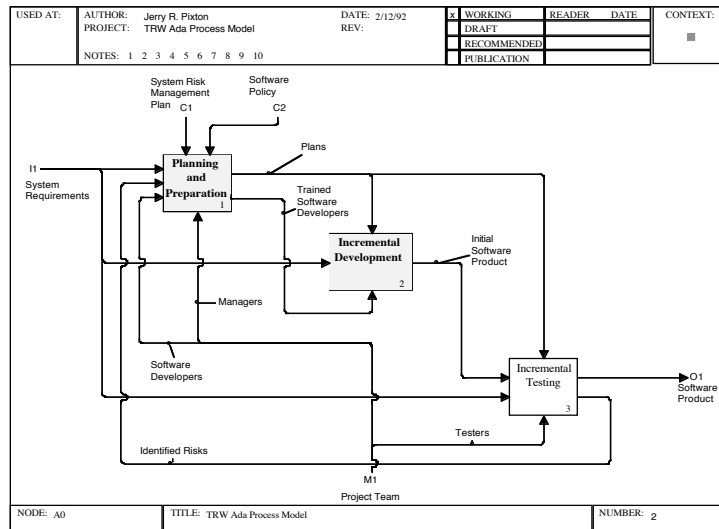 USED AT:
AUTHOR: Jerry R. Pixton
DATE: 2/12/92
PROJECT: TRW Ada Process Model
REV:
NOTES: 1 2 3 4 5 6 7 8 9 10
x WORKING
DRAFT
RECOMMENDED
PUBLICATION
READER DATE
CONTEXT:
System Risk
Management
Plan C1
Software
Policy
C2
I1
System
Requirements
Planning
and
Preparation
1
Plans
Trained
Software
Developers
Incremental
Development
2
Initial
Software
Product
Managers
Software
Developers
Incremental
Testing
3
O1
Software
Product
Testers
Identified Risks
M1
Project Team
NODE: A0
TITLE: TRW Ada Process Model
NUMBER: 2